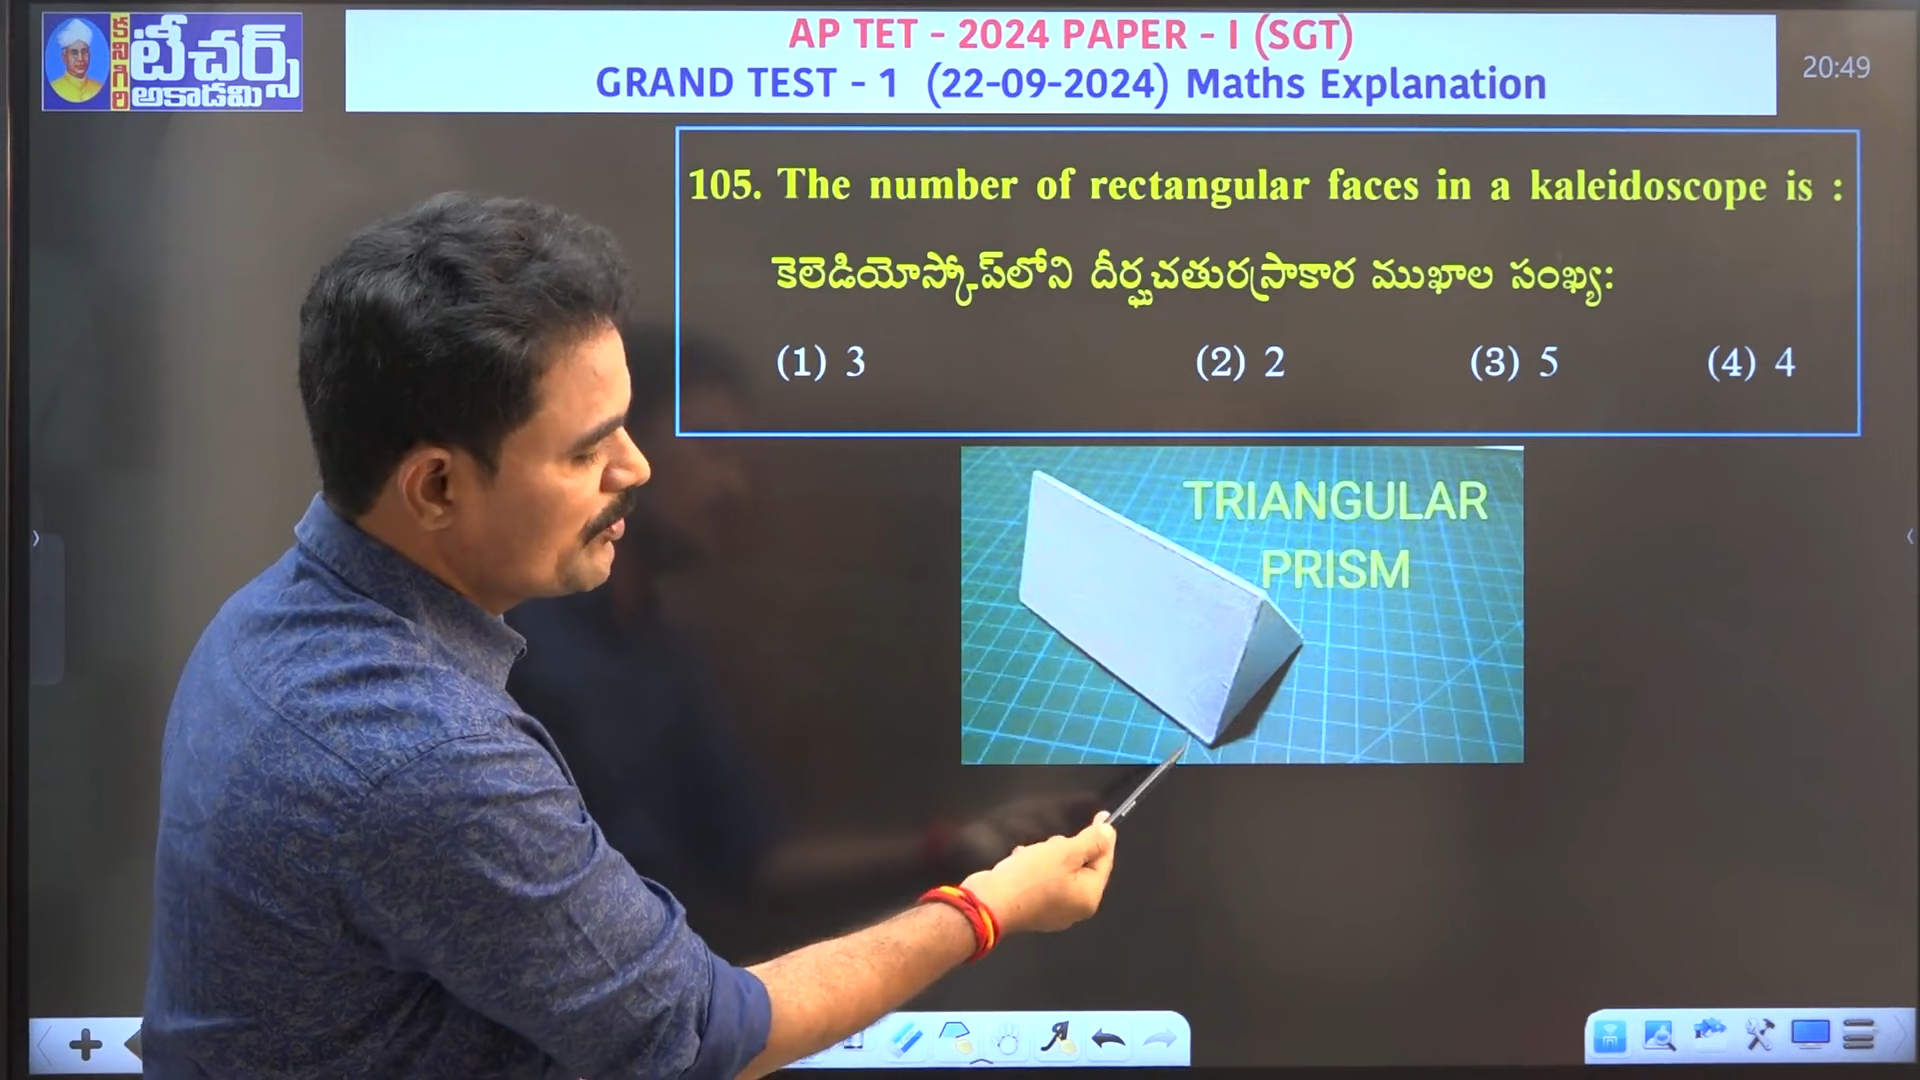 కనిగిరి
టీచర్స్
అకాడమి
AP TET - 2024 PAPER - I (SGT)
GRAND TEST - 1 (22-09-2024) Maths Explanation
20:49
105. The number of rectangular faces in a kaleidoscope is :
కెలెడియోస్కోప్‌లోని దీర్ఘచతురస్రాకార ముఖాల సంఖ్య:
(1) 3 (2) 2 (3) 5 (4) 4
TRIANGULAR
PRISM